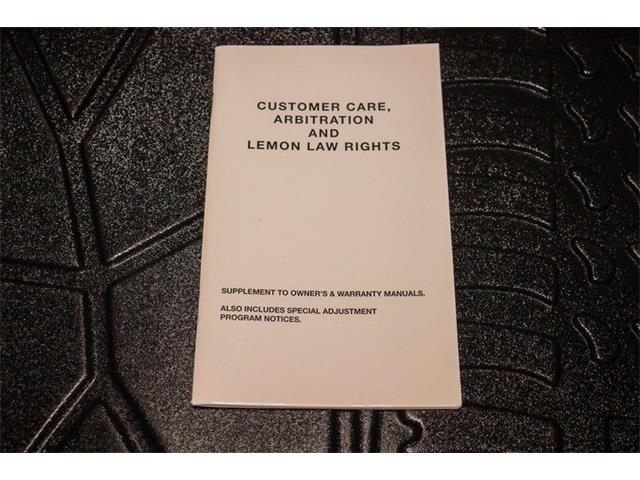 CUSTOMER CARE,
ARBITRATION
AND
LEMON LAW RIGHTS
SUPPLEMENT TO OWNER'S & WARRANTY MANUALS.
ALSO INCLUDES SPECIAL ADJUSTMENT
PROGRAM NOTICES.